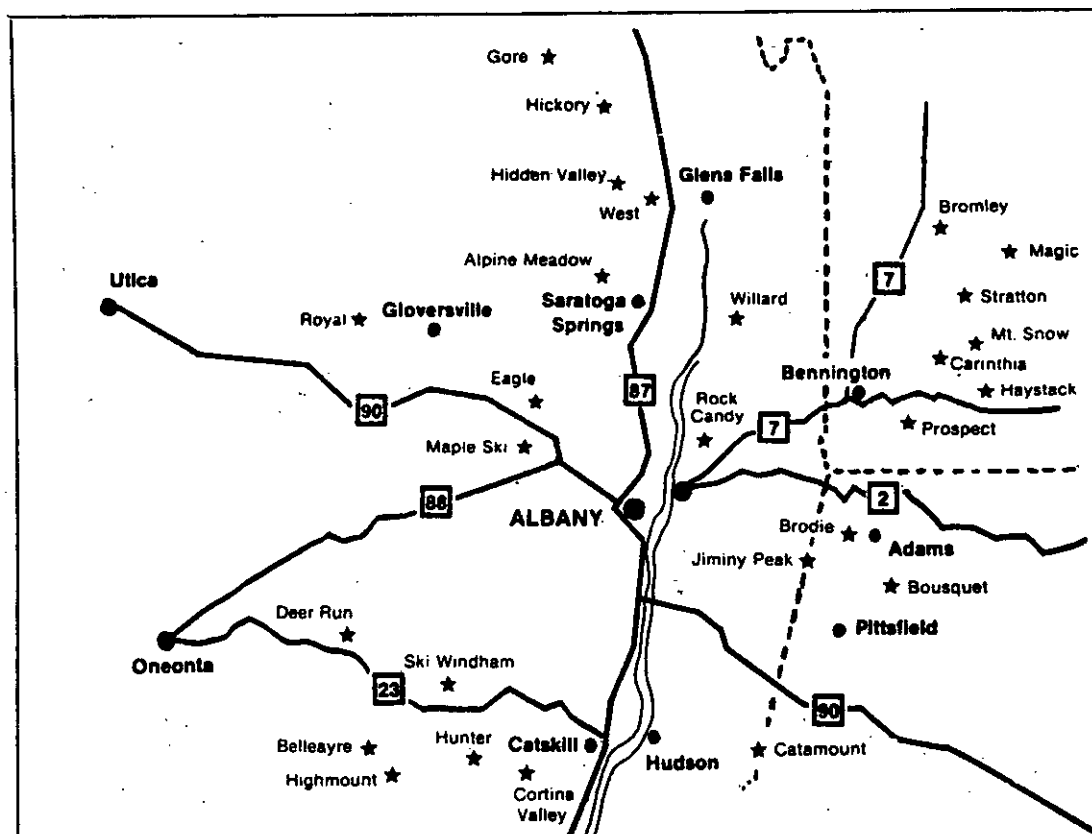 Gore
Hickory
Hidden Valley
West
Glens Falls
Bromley
Magic
7
Alpine Meadow
Saratoga
Springs
Willard
Stratton
Utica
Royal
Gloversville
Mt. Snow
Carinthia
Bennington
Haystack
Eagle
87
Rock
Candy
90
7
Prospect
Maple Ski
88
ALBANY
2
Brodie
Adams
Jiminy Peak
Bousquet
Deer Run
Pittsfield
Oneonta
Ski Windham
23
90
Belleayre
Hunter
Catskill
Hudson
Catamount
Highmount
Cortina
Valley